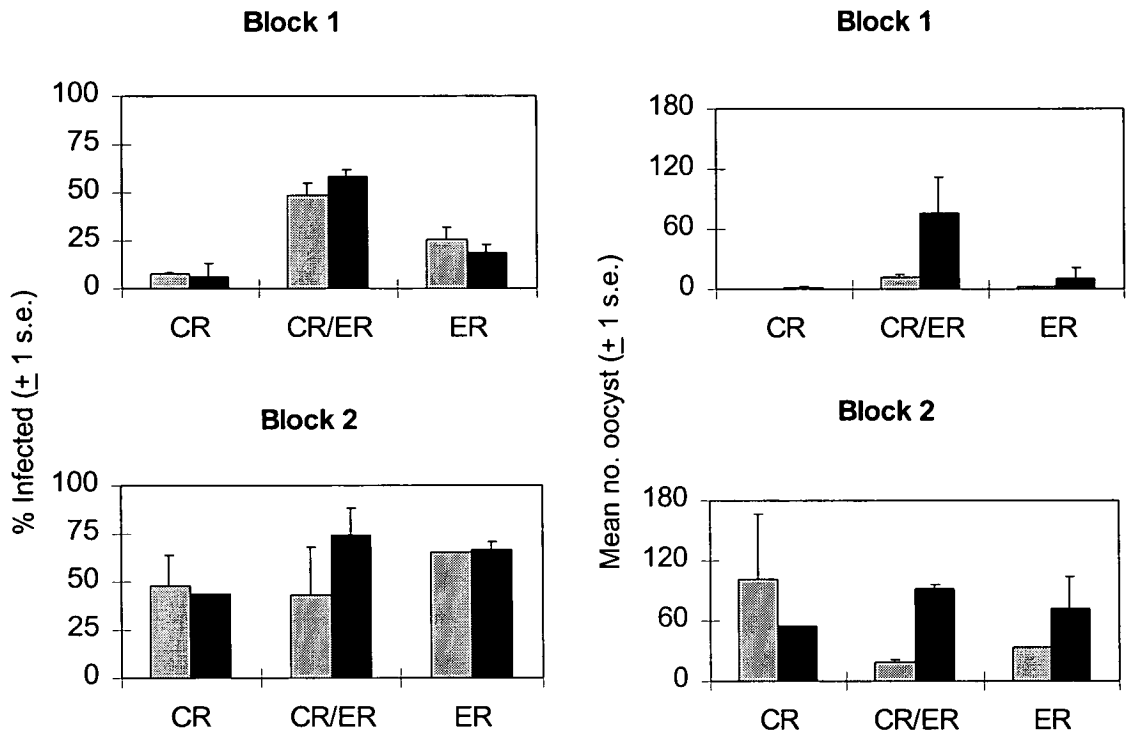 Block 1
% Infected (± 1 s.e.)
100
75
50
25
0
CR CR/ER ER
Block 2
100
75
50
25
0
CR CR/ER ER
Block 1
Mean no. oocyst (± 1 s.e.)
180
120
60
0
CR CR/ER ER
Block 2
180
120
60
0
CR CR/ER ER